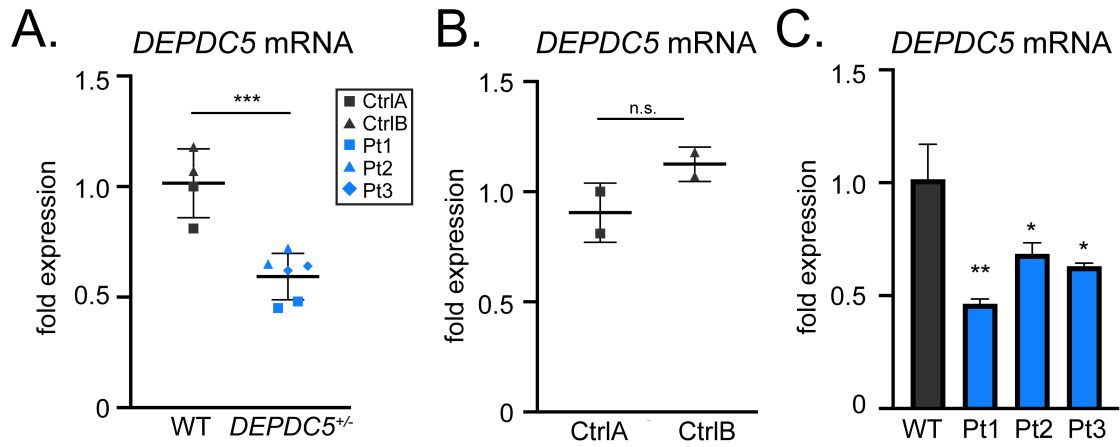 A.
DEPDC5 mRNA
fold expression
1.5
1.0
0.5
0
***
WT
DEPDC5+/-
CtrlA
CtrlB
Pt1
Pt2
Pt3
B.
DEPDC5 mRNA
fold expression
1.5
1.0
0.5
0
n.s.
CtrlA
CtrlB
C.
DEPDC5 mRNA
fold expression
1.5
1.0
0.5
0
**
*
*
WT
Pt1
Pt2
Pt3